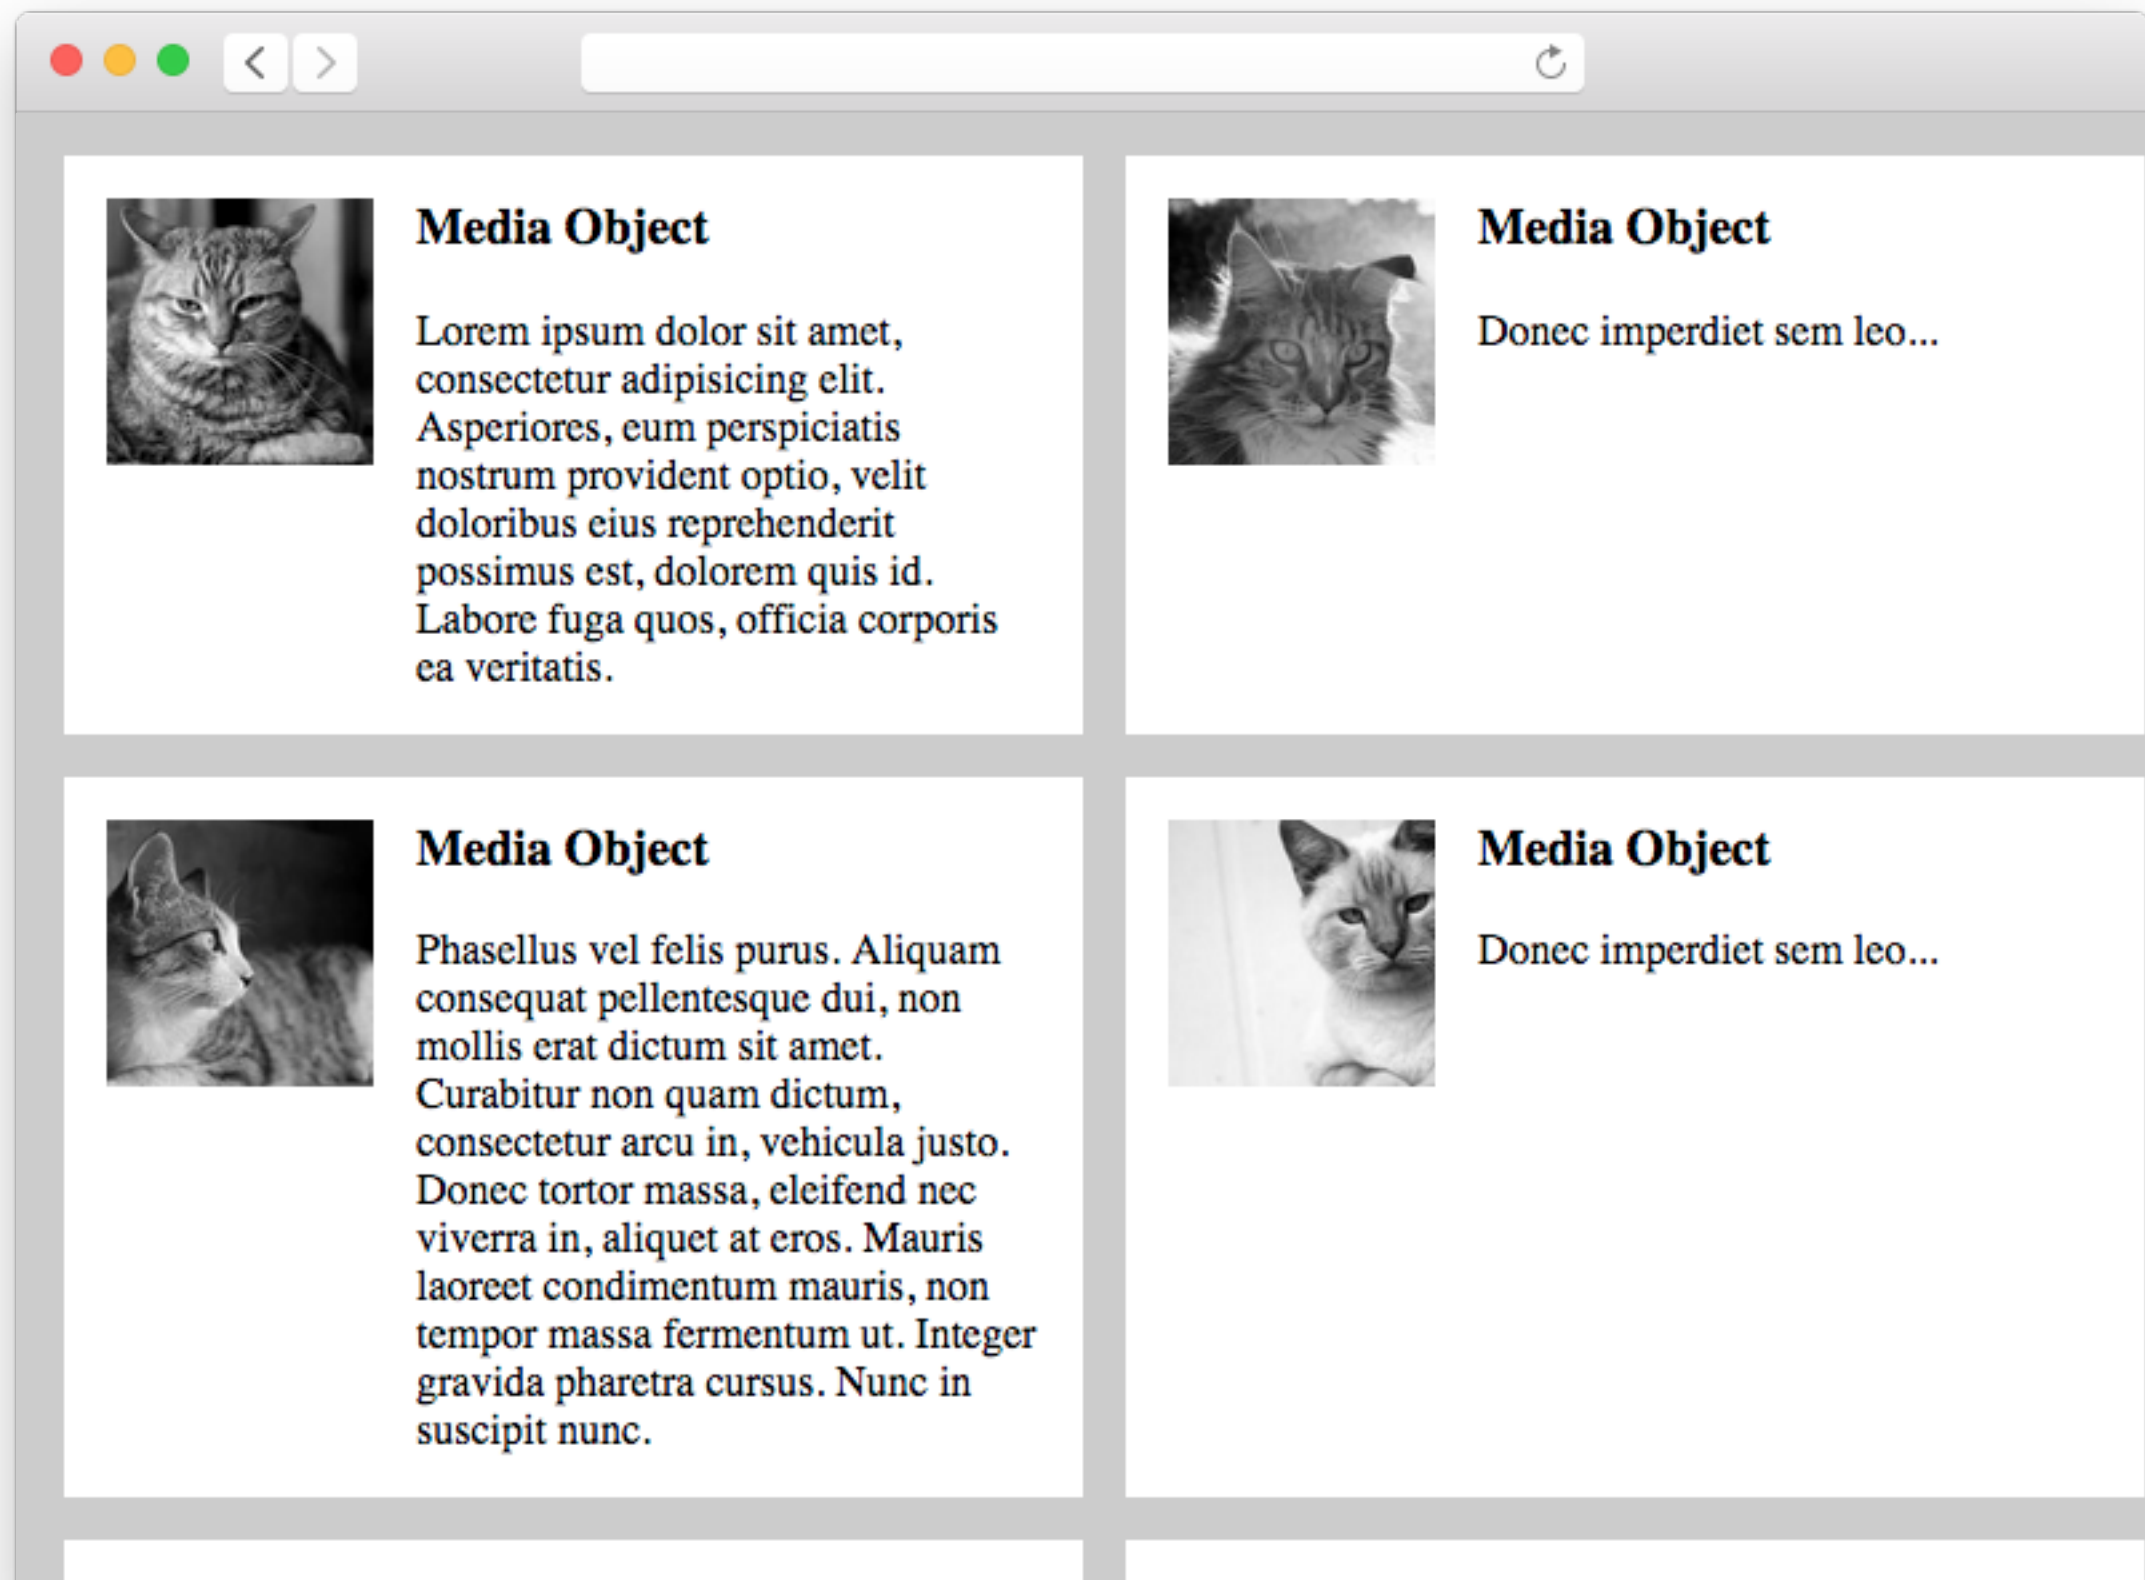 Media Object
Lorem ipsum dolor sit amet,
consectetur adipisicing elit.
Asperiores, eum perspiciatis
nostrum provident optio, velit
doloribus eius reprehenderit
possimus est, dolorem quis id.
Labore fuga quos, officia corporis
ea veritatis.
Media Object
Donec imperdiet sem leo...
Media Object
Phasellus vel felis purus. Aliquam
consequat pellentesque dui, non
mollis erat dictum sit amet.
Curabitur non quam dictum,
consectetur arcu in, vehicula justo.
Donec tortor massa, eleifend nec
viverra in, aliquet at eros. Mauris
laoreet condimentum mauris, non
tempor massa fermentum ut. Integer
gravida pharetra cursus. Nunc in
suscipit nunc.
Media Object
Donec imperdiet sem leo...